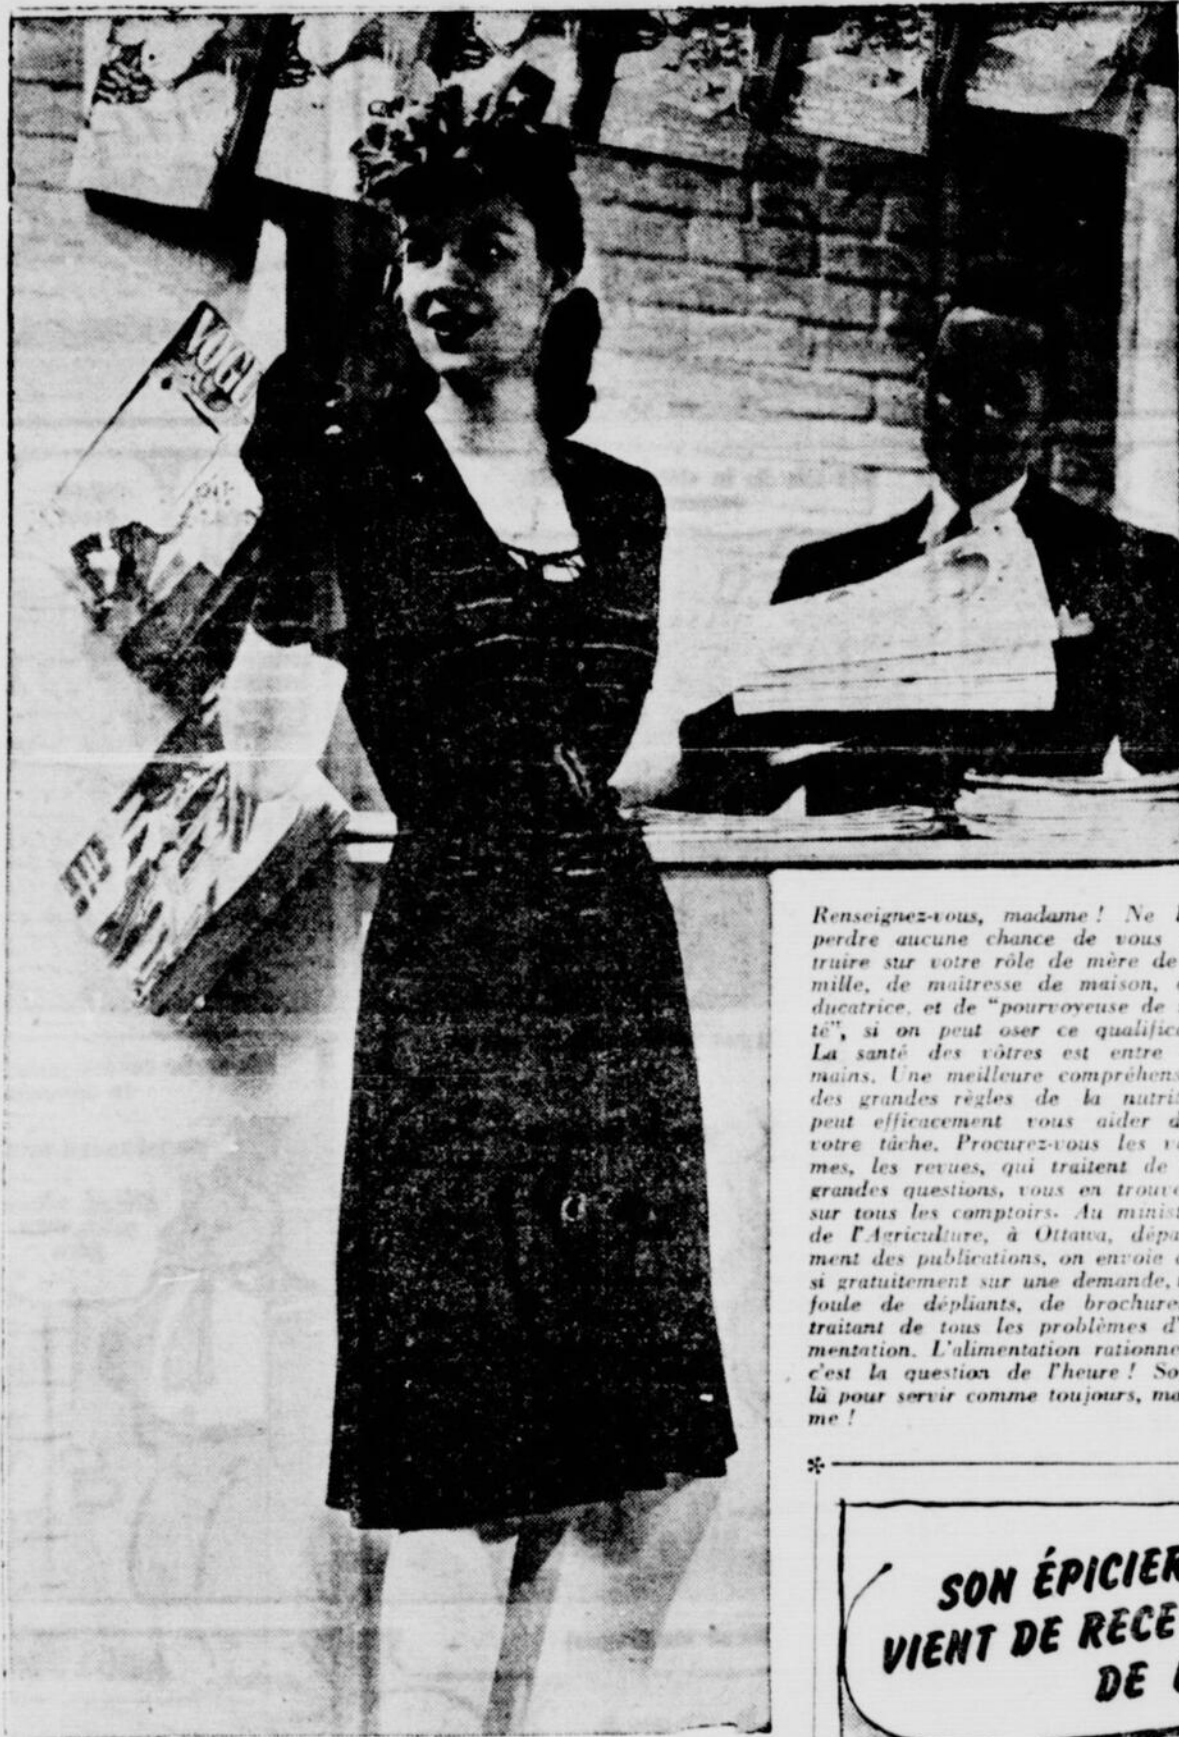 VOGU
Renseignez-vous, madame ! Ne l
perdre aucune chance de vous
truire sur votre rôle de mère de
mille, de maîtresse de maison,
ducatrice, et de "pourvoyeuse de
té", si on peut oser ce qualific
La santé des vôtres est entre
mains. Une meilleure compréhens
des grandes règles de la nutri
peut efficacement vous aider d
votre tâche. Procurez-vous les v
mes, les revues, qui traitent de
grandes questions, vous en trouve
sur tous les comptoirs. Au minis
de l'Agriculture, à Ottawa, dépa
ment des publications, on envoie
si gratuitement sur une demande,
foule de dépliants, de brochure
traitant de tous les problèmes d'
mentation. L'alimentation rationne
c'est la question de l'heure ! So
là pour servir comme toujours, ma
me !
SON ÉPICIER
VIENT DE RECE
DE